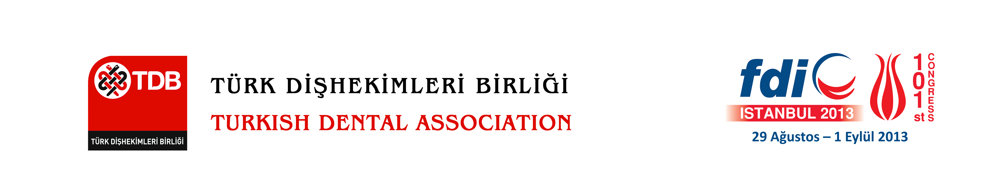 TDB
TÜRK DİŞHEKİMLERİ BİRLİĞİ
TÜRK DİŞHEKİMLERİ BİRLİĞİ
TURKISH DENTAL ASSOCIATION
fdi
ISTANBUL 2013
101st
CONGRESS
29 Ağustos – 1 Eylül 2013